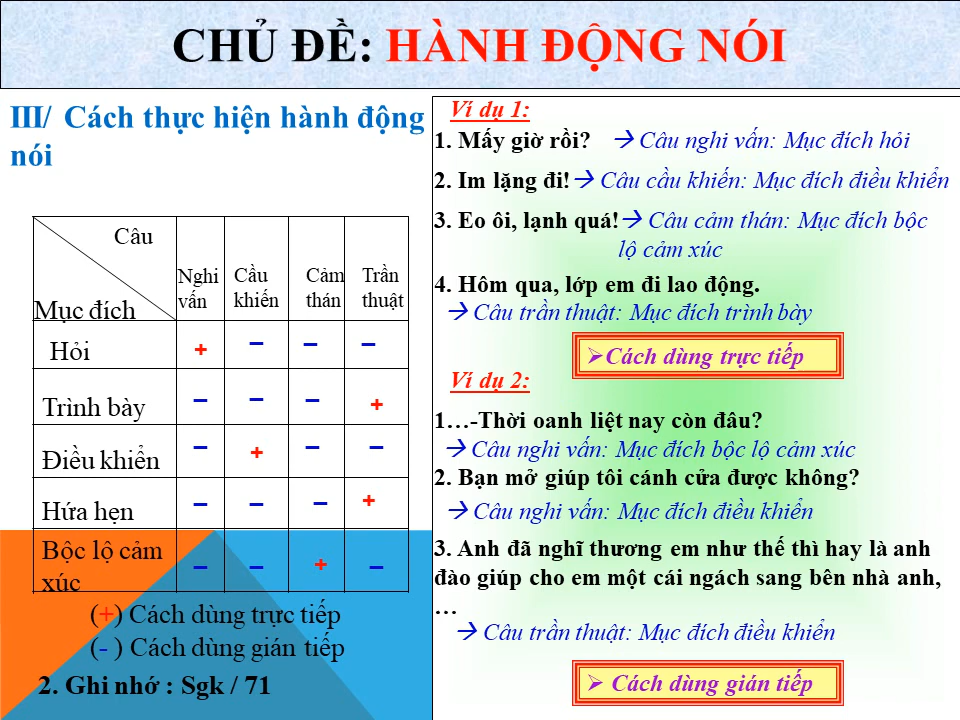 CHỦ ĐỀ: HÀNH ĐỘNG NÓI
III/ Cách thực hiện hành động
nói
Câu
Mục đích
Nghi
vấn
Cầu
khiến
Cảm
thán
Trần
thuật
Hỏi + – – –
Trình bày – – – +
Điều khiển – + – –
Hứa hẹn – – – +
Bộc lộ cảm
xúc – – + –
(+) Cách dùng trực tiếp
(- ) Cách dùng gián tiếp
2. Ghi nhớ : Sgk / 71
Ví dụ 1:
1. Mấy giờ rồi? → Câu nghi vấn: Mục đích hỏi
2. Im lặng đi!→ Câu cầu khiến: Mục đích điều khiển
3. Eo ôi, lạnh quá!→ Câu cảm thán: Mục đích bộc
lộ cảm xúc
4. Hôm qua, lớp em đi lao động.
→ Câu trần thuật: Mục đích trình bày
➢Cách dùng trực tiếp
Ví dụ 2:
1…-Thời oanh liệt nay còn đâu?
→ Câu nghi vấn: Mục đích bộc lộ cảm xúc
2. Bạn mở giúp tôi cánh cửa được không?
→ Câu nghi vấn: Mục đích điều khiển
3. Anh đã nghĩ thương em như thế thì hay là anh
đào giúp cho em một cái ngách sang bên nhà anh,
…
→ Câu trần thuật: Mục đích điều khiển
➢ Cách dùng gián tiếp